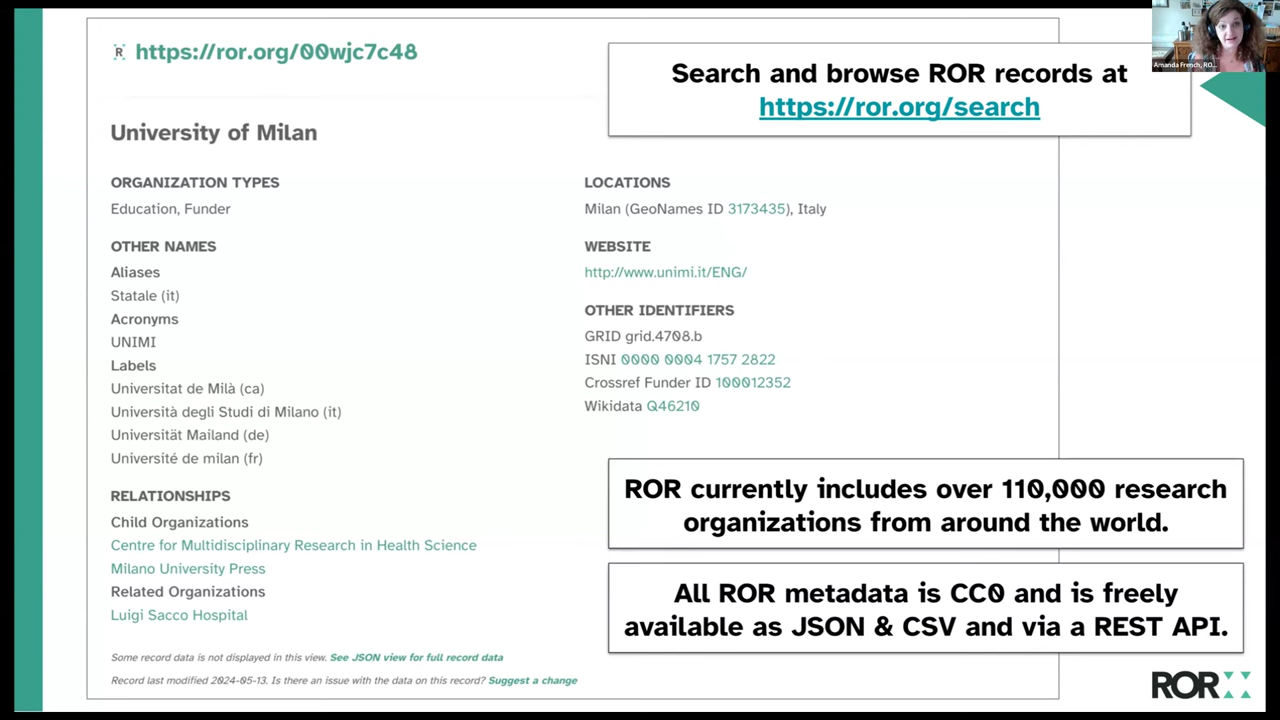 https://ror.org/00wjc7c48
Search and browse ROR records at
https://ror.org/search
Amanda French, RO...
University of Milan
ORGANIZATION TYPES
Education, Funder
OTHER NAMES
Aliases
Statale (it)
Acronyms
UNIMI
Labels
Universitat de Milà (ca)
Università degli Studi di Milano (it)
Universität Mailand (de)
Université de milan (fr)
RELATIONSHIPS
Child Organizations
Centre for Multidisciplinary Research in Health Science
Milano University Press
Related Organizations
Luigi Sacco Hospital
Some record data is not displayed in this view. See JSON view for full record data
Record last modified 2024-05-13. Is there an issue with the data on this record? Suggest a change
LOCATIONS
Milan (GeoNames ID 3173435), Italy
WEBSITE
http://www.unimi.it/ENG/
OTHER IDENTIFIERS
GRID grid.4708.b
ISNI 0000 0004 1757 2822
Crossref Funder ID 100012352
Wikidata Q46210
ROR currently includes over 110,000 research
organizations from around the world.
All ROR metadata is CC0 and is freely
available as JSON & CSV and via a REST API.
ROR